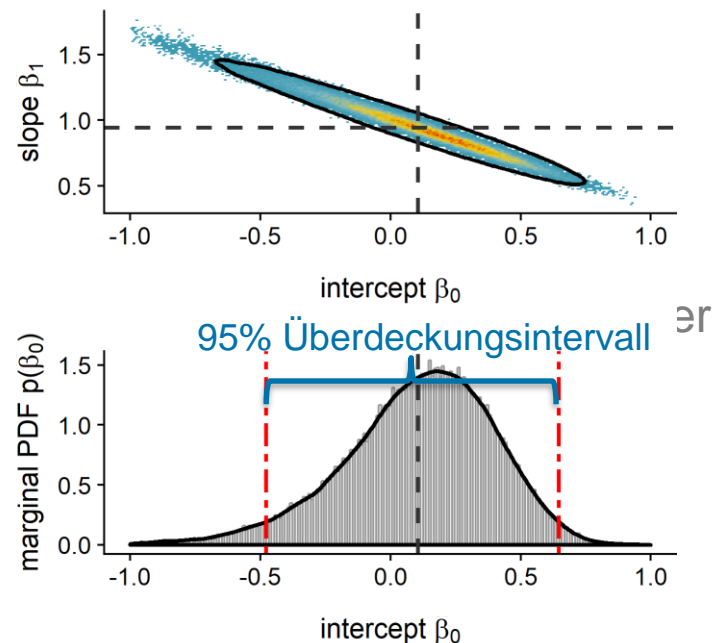 slope β₁
1.5
1.0
0.5
-1.0 -0.5 0.0 0.5 1.0
intercept β₀
er
95% Überdeckungsintervall
marginal PDF p(β₀)
1.5
1.0
0.5
0.0
-1.0 -0.5 0.0 0.5 1.0
intercept β₀